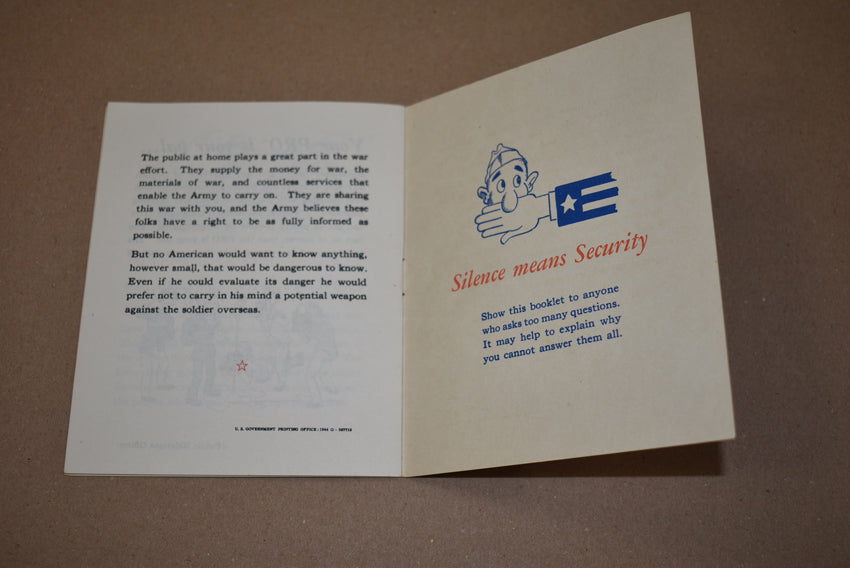 The public at home plays a great part in the war
effort. They supply the money for war, the
materials of war, and countless services that
enable the Army to carry on. They are sharing
this war with you, and the Army believes these
folks have a right to be as fully informed as
possible.
But no American would want to know anything,
however small, that would be dangerous to know.
Even if he could evaluate its danger he would
prefer not to carry in his mind a potential weapon
against the soldier overseas.
U. S. GOVERNMENT PRINTING OFFICE : 1944 O
Silence means Security
Show this booklet to anyone
who asks too many questions.
It may help to explain why
you cannot answer them all.